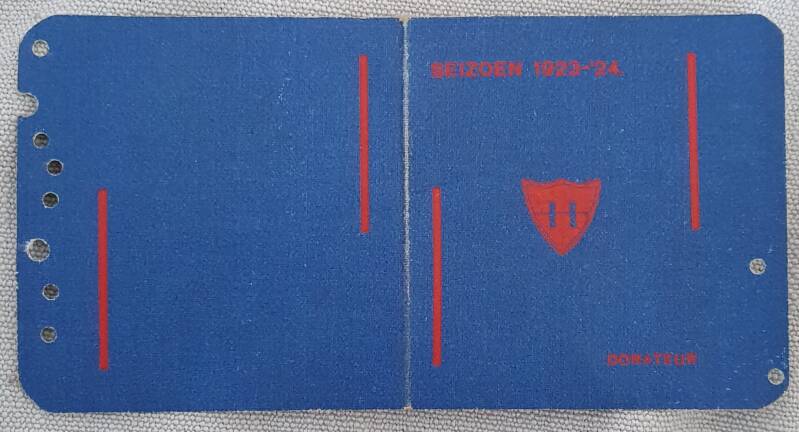 SEIZOEN 1923-'24.
H
DONATEUR